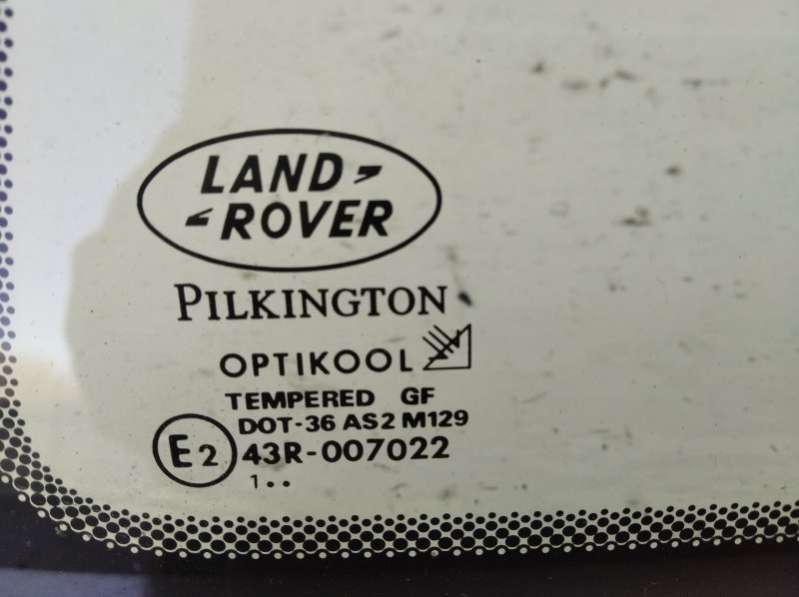 LAND
ROVER
PILKINGTON
OPTIKOOL
TEMPERED GF
DOT-36 AS2 M129
E2 43R-007022
1..